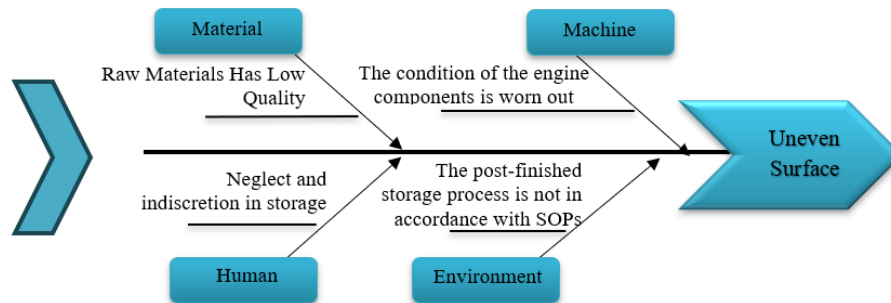 Material
Machine
Raw Materials Has Low
Quality
The condition of the engine
components is worn out
Uneven
Surface
Neglect and
indiscretion in storage
The post-finished
storage process is not in
accordance with SOPs
Human
Environment